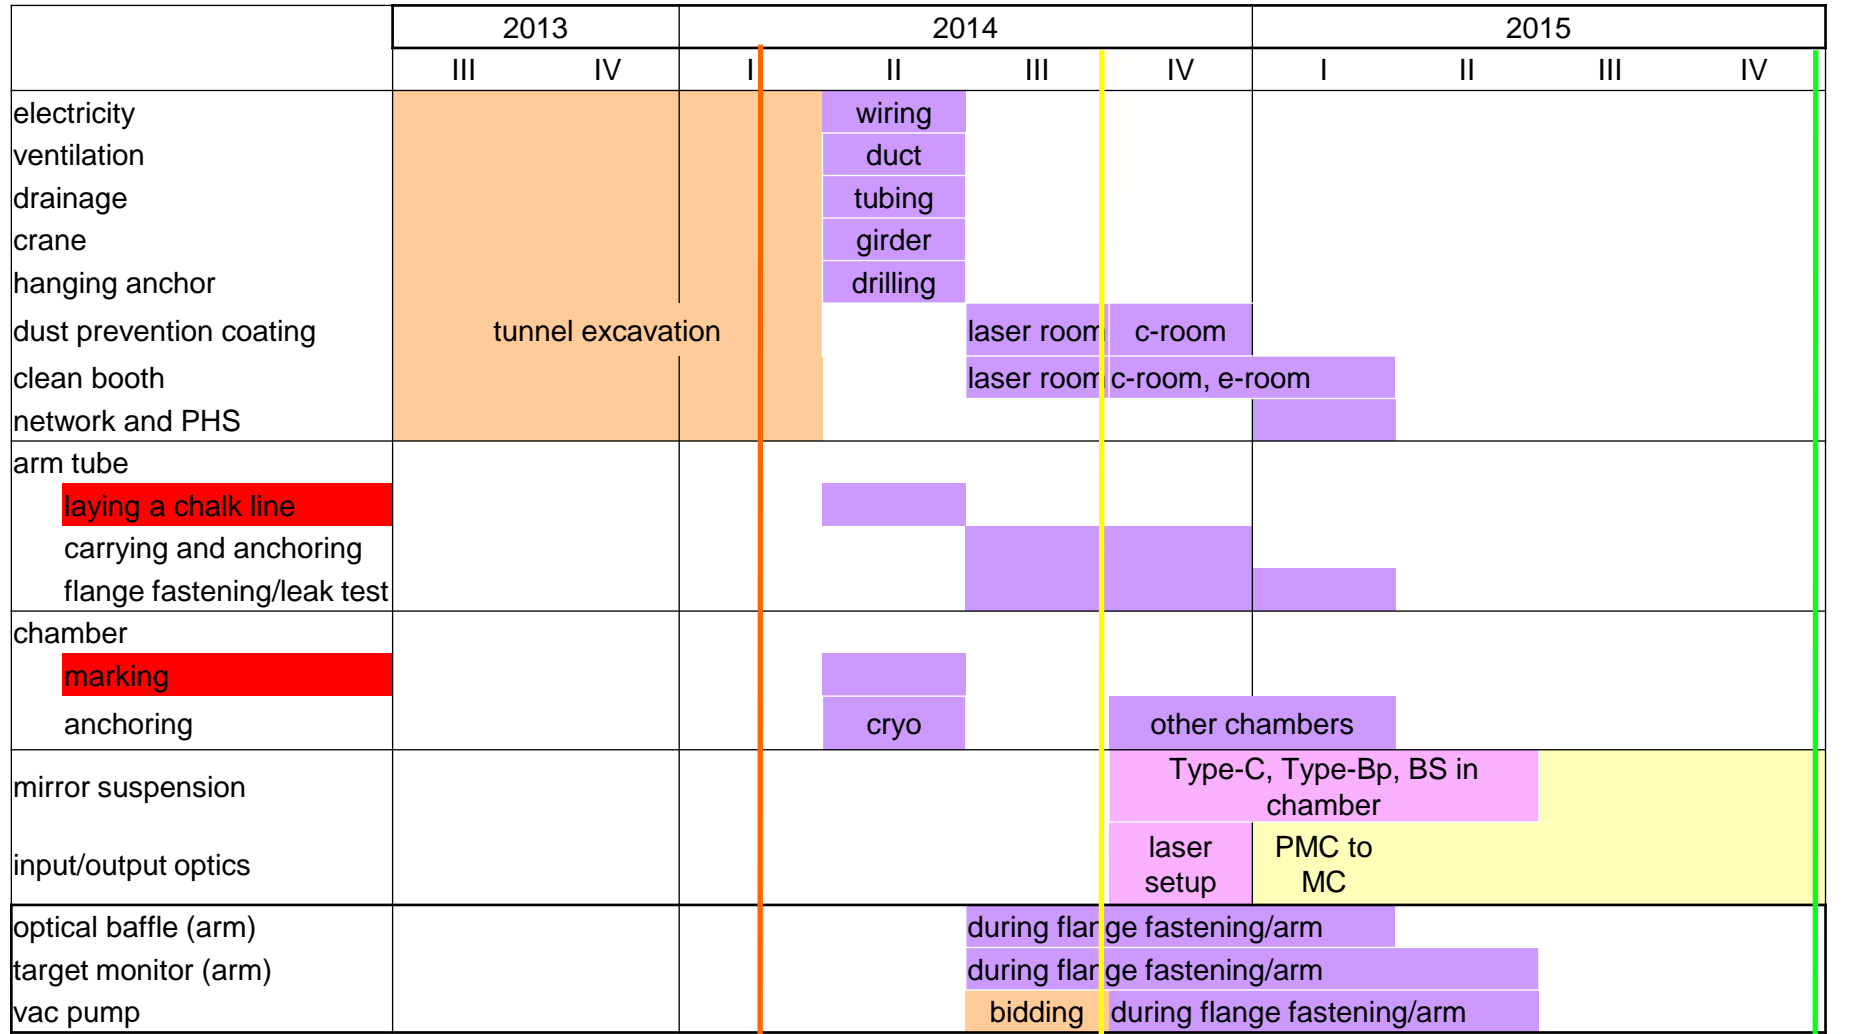 2013 2014 2015
III IV I II III IV I II III IV
electricity wiring
ventilation duct
drainage tubing
crane girder
hanging anchor drilling
dust prevention coating tunnel excavation laser room c-room
clean booth laser room c-room, e-room
network and PHS
arm tube
laying a chalk line
carrying and anchoring
flange fastening/leak test
chamber
marking
anchoring cryo other chambers
mirror suspension Type-C, Type-Bp, BS in
chamber
input/output optics laser PMC to
setup MC
optical baffle (arm) during flange fastening/arm
target monitor (arm) during flange fastening/arm
vac pump bidding during flange fastening/arm